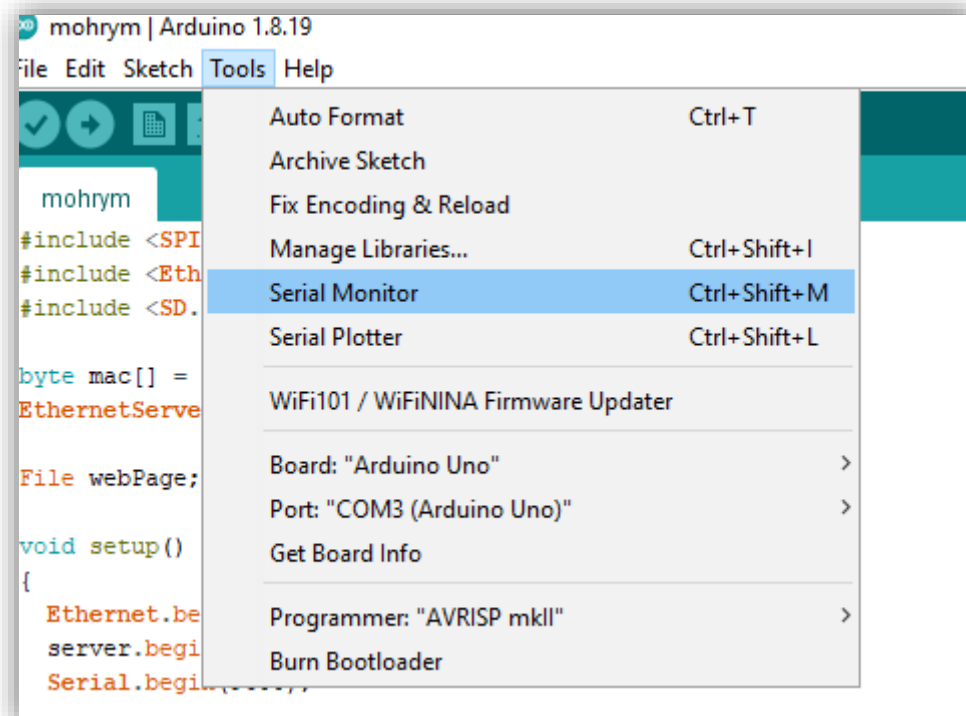 mohrym | Arduino 1.8.19
File Edit Sketch Tools Help
Auto Format Ctrl+T
Archive Sketch
Fix Encoding & Reload
Manage Libraries... Ctrl+Shift+I
Serial Monitor Ctrl+Shift+M
Serial Plotter Ctrl+Shift+L
WiFi101 / WiFiNINA Firmware Updater
Board: "Arduino Uno"
Port: "COM3 (Arduino Uno)"
Get Board Info
Programmer: "AVRISP mkII"
Burn Bootloader
mohrym
#include <SPI
#include <Eth
#include <SD.
byte mac[] =
EthernetServe
File webPage;
void setup()
{
Ethernet.be
server.begi
Serial.begi